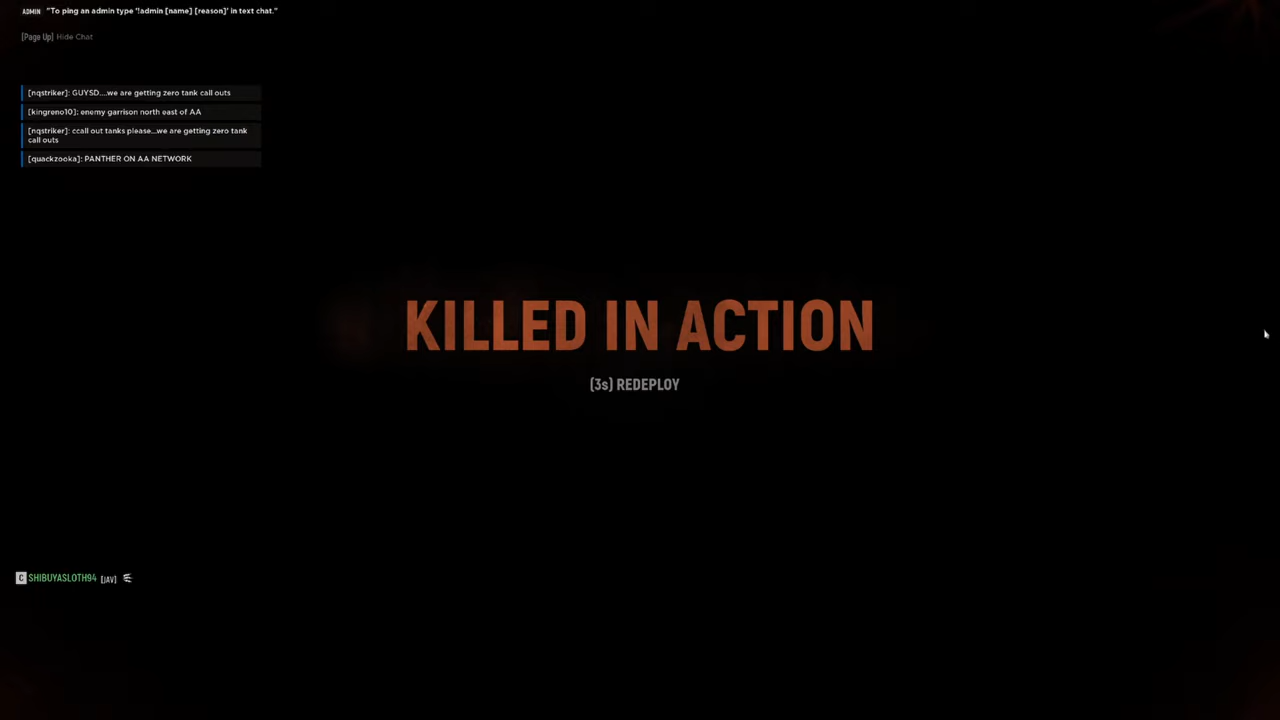 ADMIN "To ping an admin type '!admin [name] [reason]' in text chat."
[Page Up] Hide Chat
[nqstriker]: GUYSD....we are getting zero tank call outs
[kingreno10]: enemy garrison north east of AA
[nqstriker]: ccall out tanks please...we are getting zero tank
call outs
[quackzooka]: PANTHER ON AA NETWORK
KILLED IN ACTION
(3s) REDEPLOY
C SHIBUYASLOTH94 [JAV]